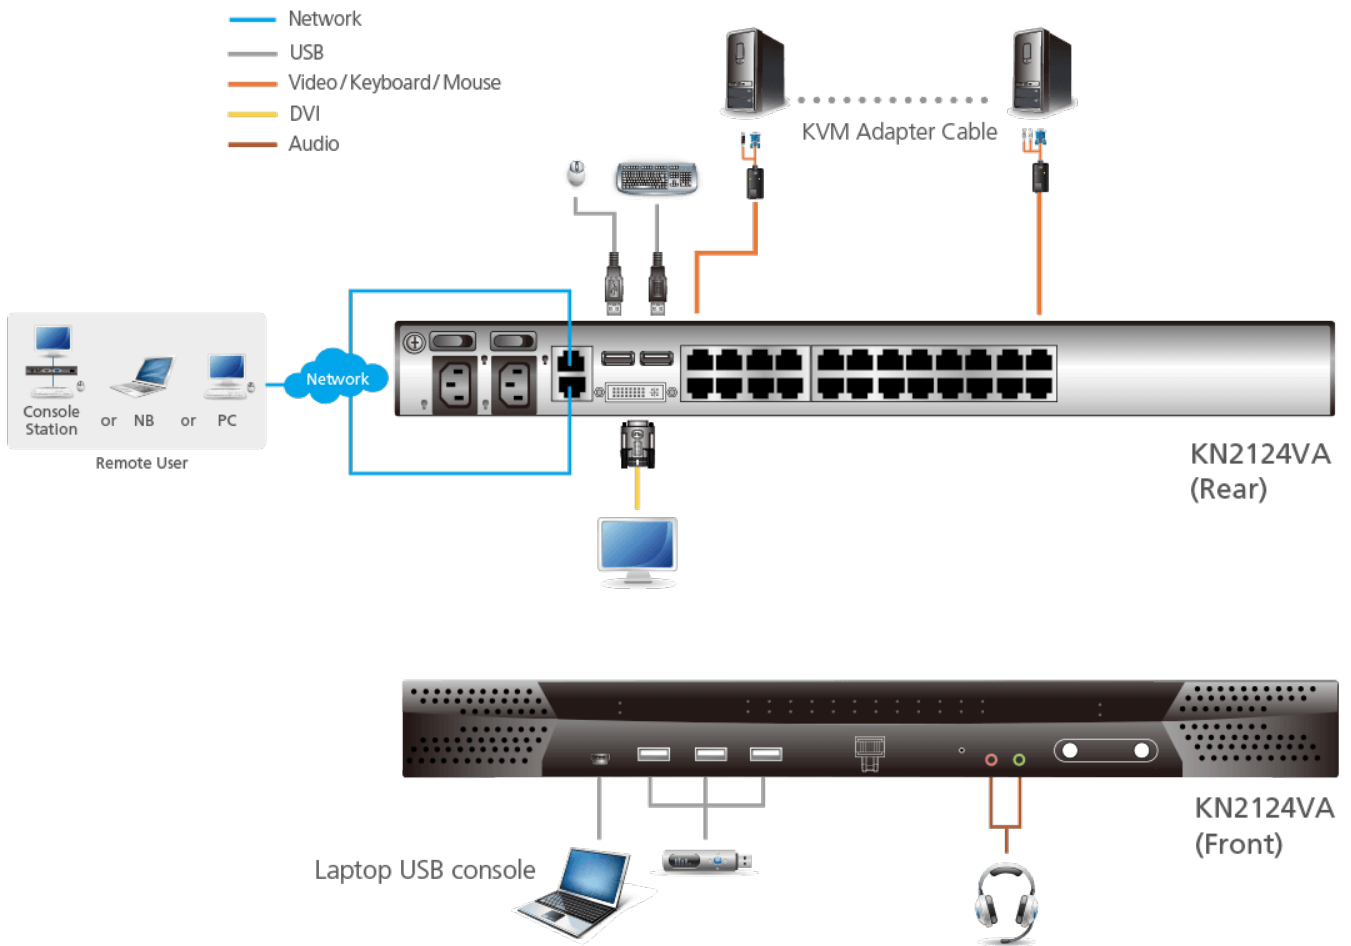 Network
USB
Video/Keyboard/Mouse
DVI
Audio
KVM Adapter Cable
Network
Console
Station
or
NB
or
PC
Remote User
KN2124VA
(Rear)
KN2124VA
(Front)
Laptop USB console